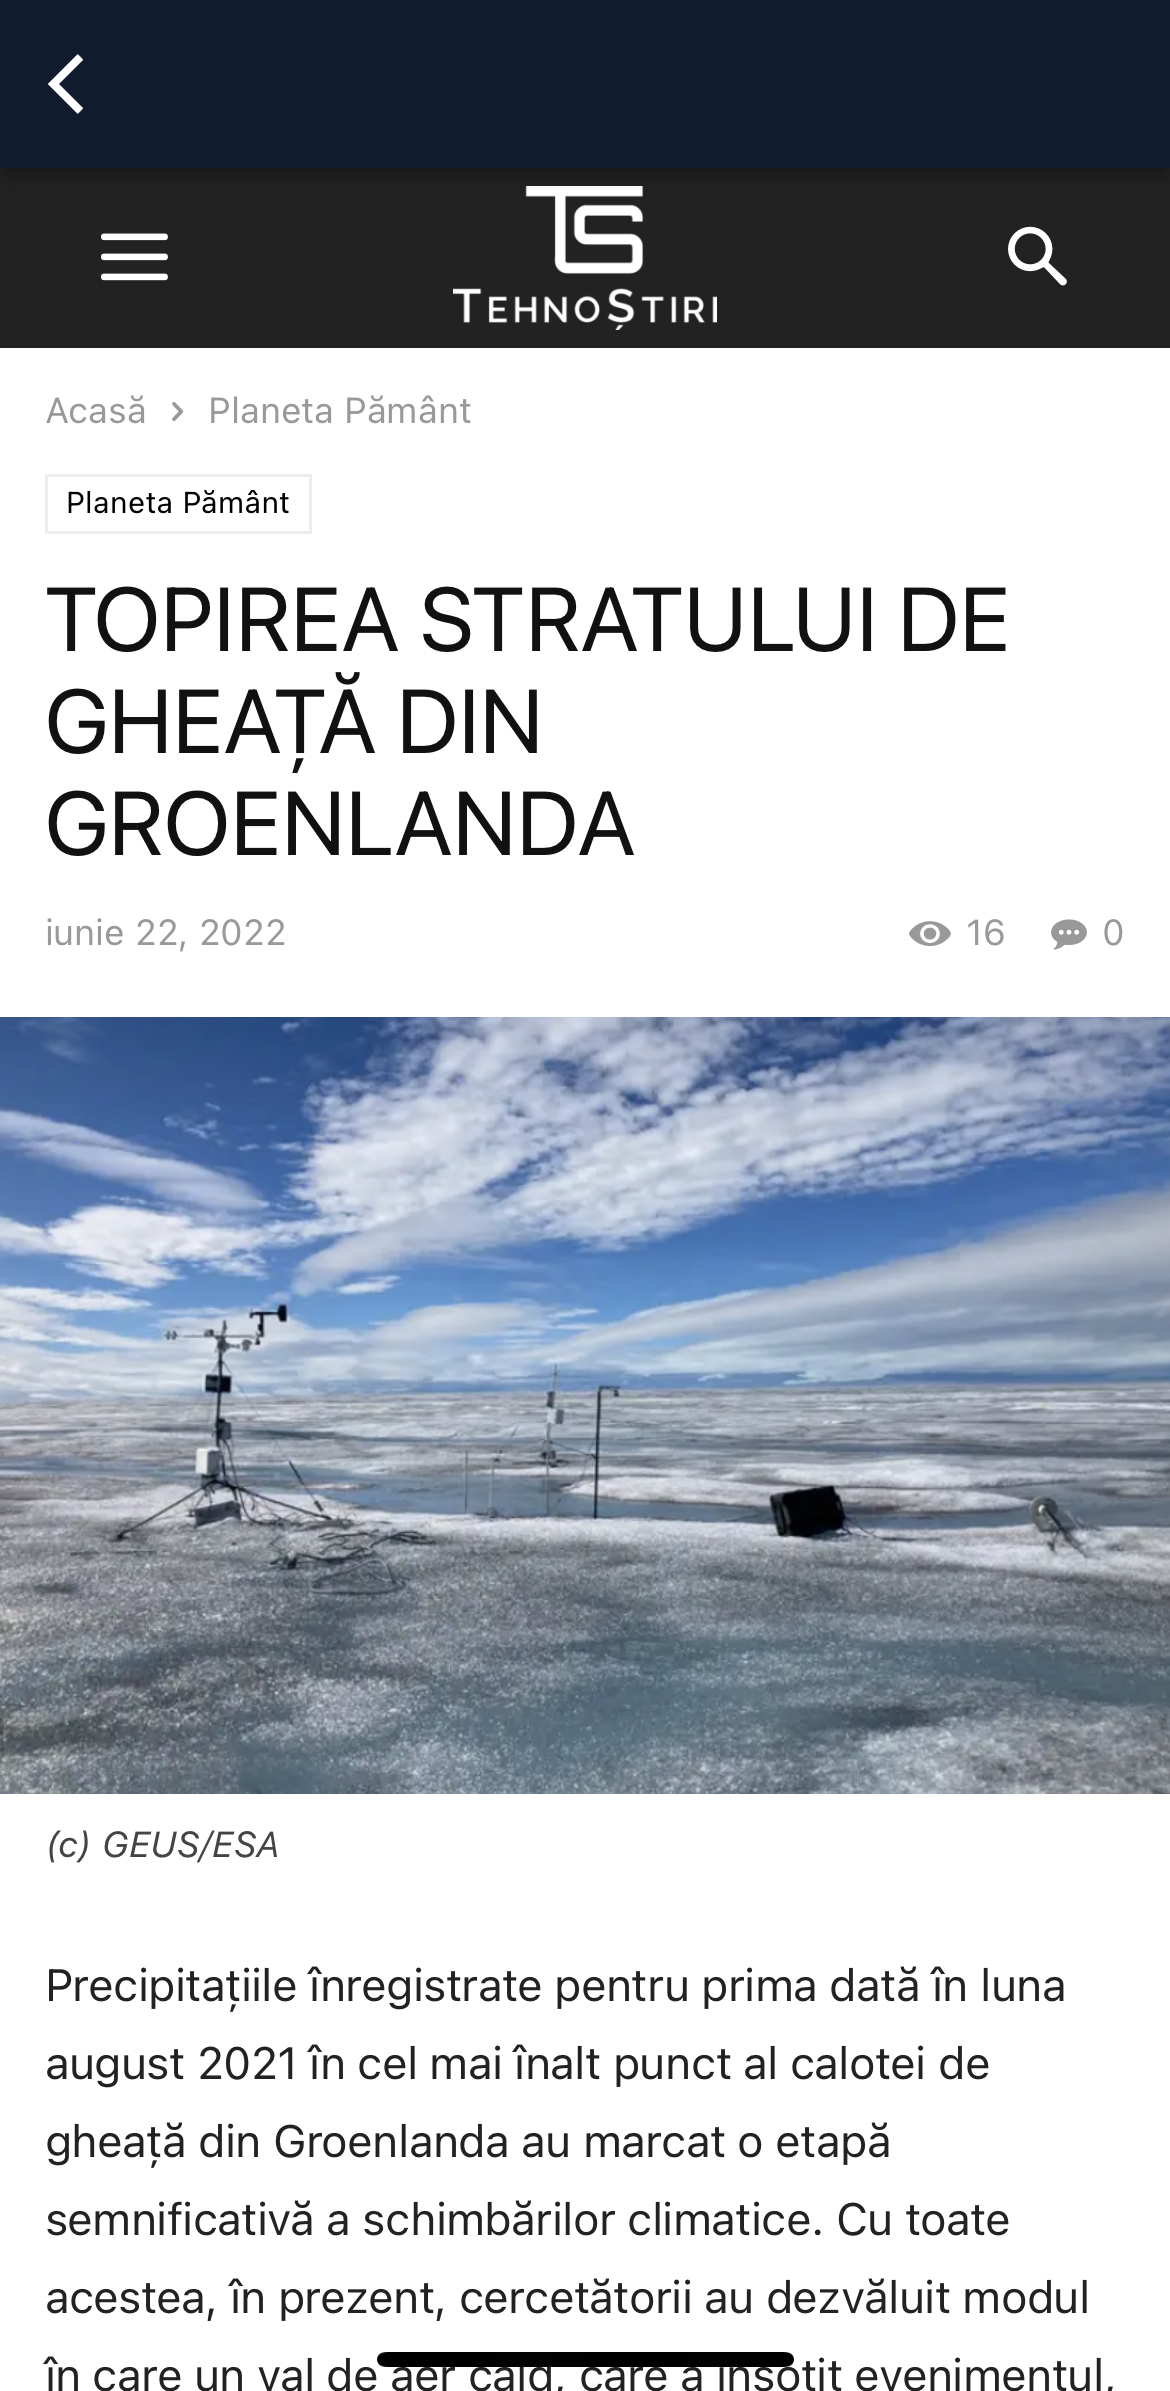 TEHNOȘTIRI
Acasă > Planeta Pământ
Planeta Pământ
TOPIREA STRATULUI DE
GHEAȚĂ DIN
GROENLANDA
iunie 22, 2022 16 0
(c) GEUS/ESA
Precipitațiile înregistrate pentru prima dată în luna
august 2021 în cel mai înalt punct al calotei de
gheață din Groenlanda au marcat o etapă
semnificativă a schimbărilor climatice. Cu toate
acestea, în prezent, cercetătorii au dezvăluit modul
în care un val de aer cald, care a însoțit evenimentul,